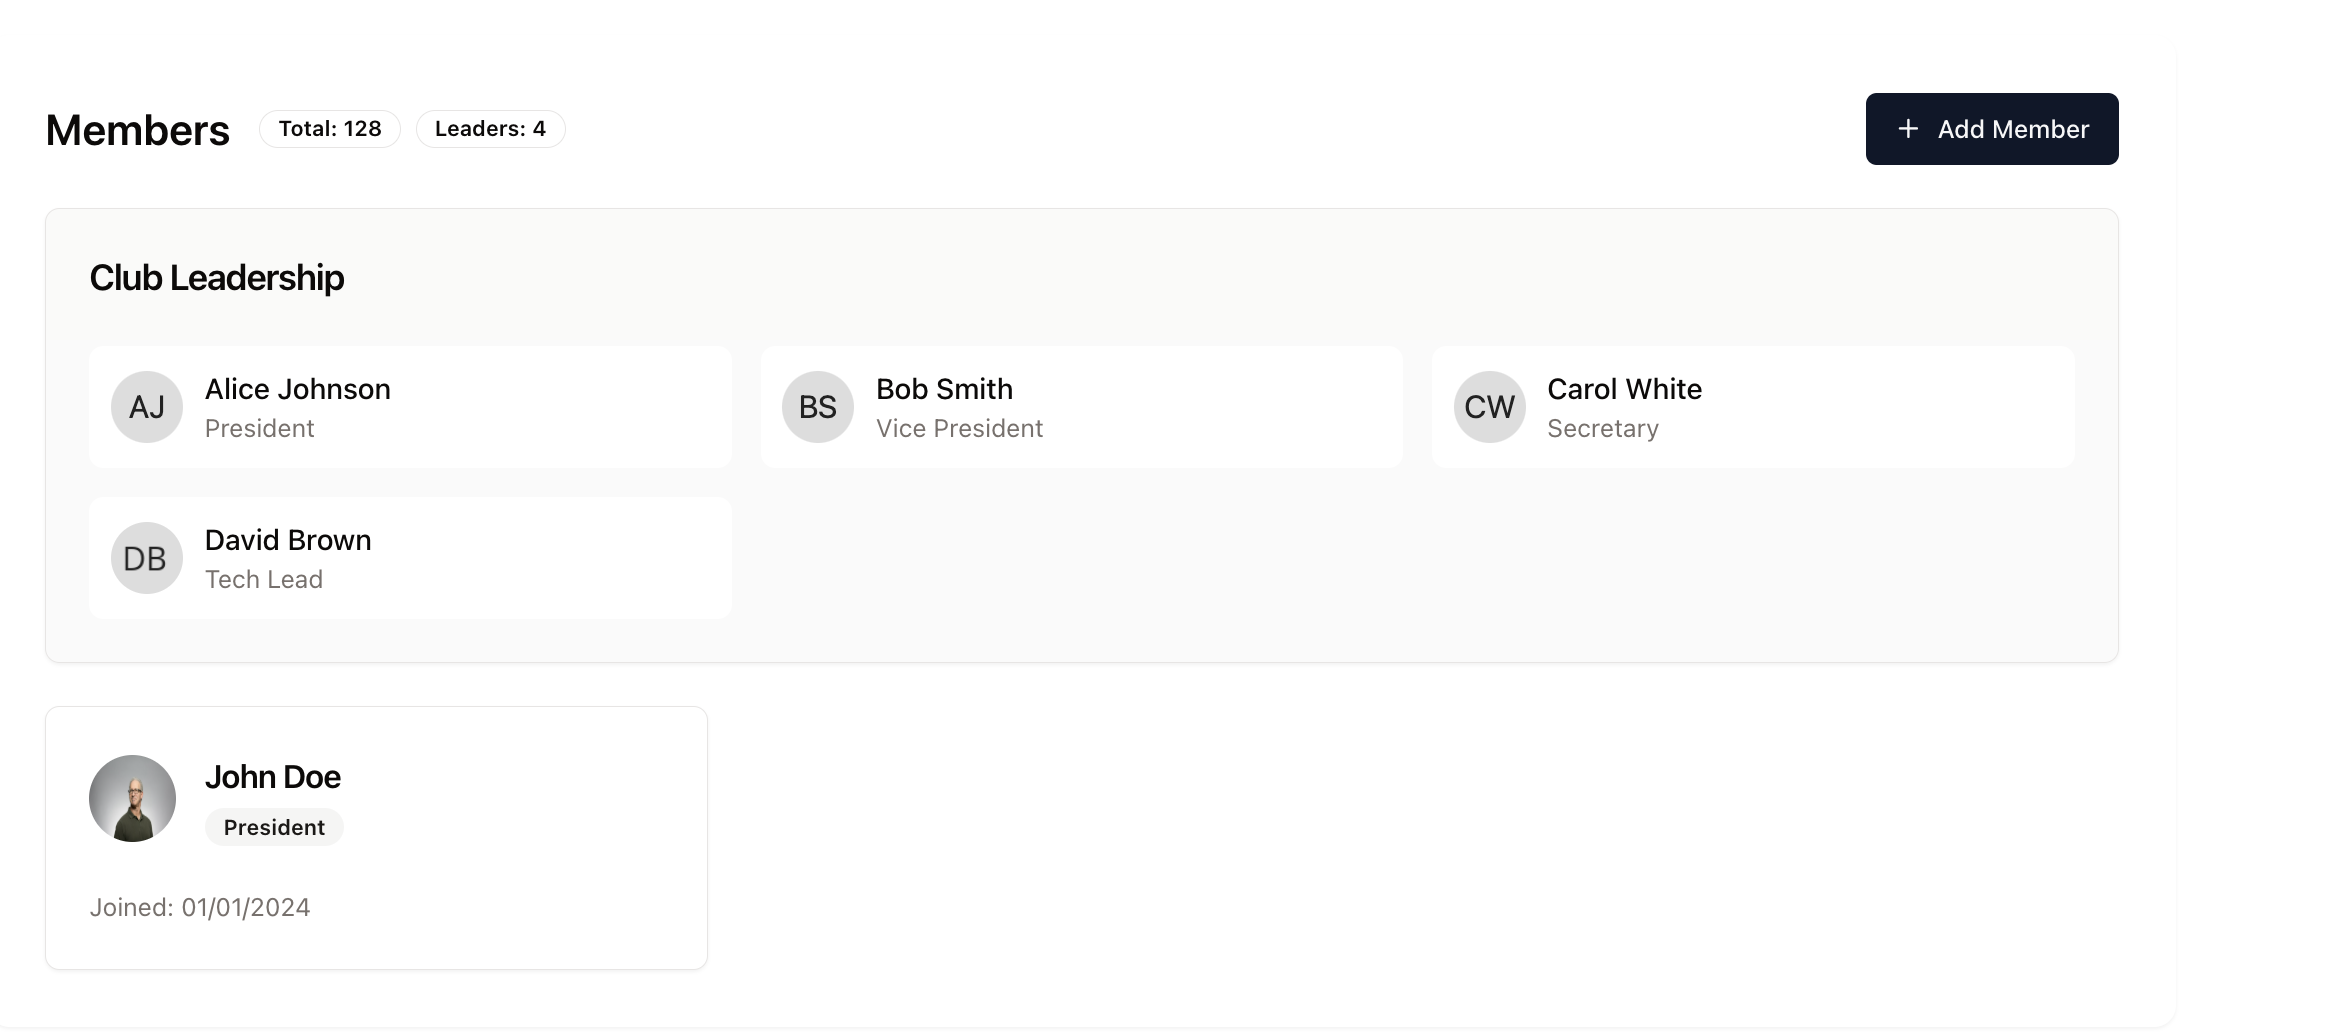 Members
Total: 128
Leaders: 4
+ Add Member
Club Leadership
AJ
Alice Johnson
President
BS
Bob Smith
Vice President
CW
Carol White
Secretary
DB
David Brown
Tech Lead
John Doe
President
Joined: 01/01/2024